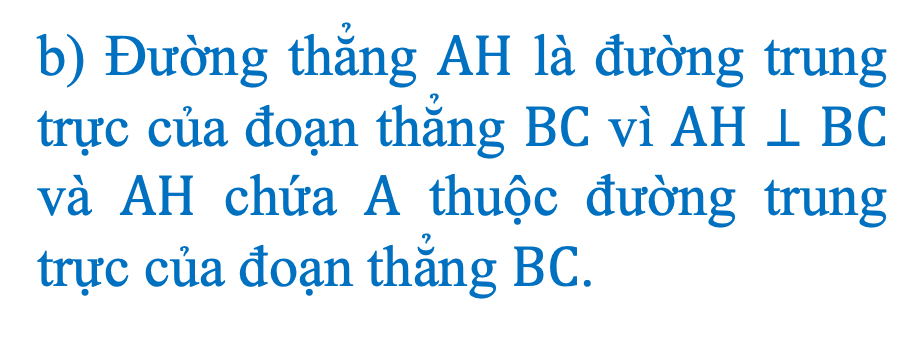 b) Đường thẳng AH là đường trung
trực của đoạn thẳng BC vì AH ⊥ BC
và AH chứa A thuộc đường trung
trực của đoạn thẳng BC.